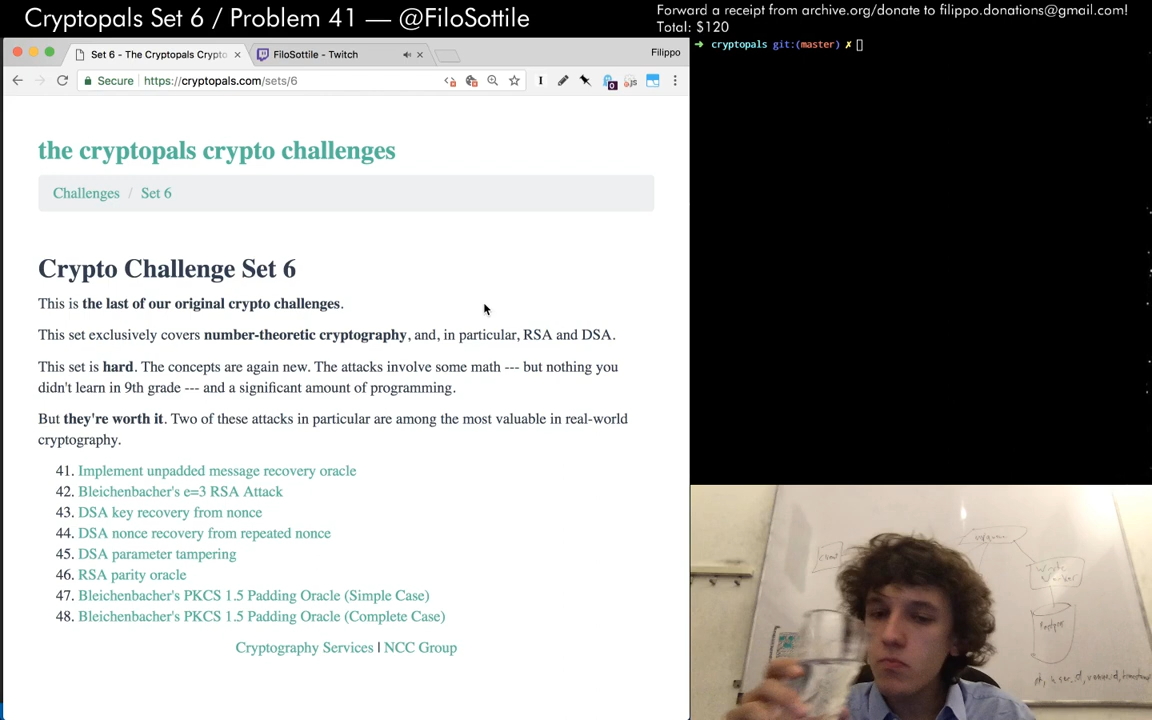 Cryptopals Set 6 / Problem 41 — @FiloSottile
Forward a receipt from archive.org/donate to filippo.donations@gmail.com!
Total: $120
Set 6 - The Cryptopals Crypto
FiloSottile - Twitch
Filippo
Secure
https://cryptopals.com/sets/6
➜ cryptopals git:(master) ✗
the cryptopals crypto challenges
Challenges / Set 6
Crypto Challenge Set 6
This is the last of our original crypto challenges.
This set exclusively covers number-theoretic cryptography, and, in particular, RSA and DSA.
This set is hard. The concepts are again new. The attacks involve some math --- but nothing you
didn't learn in 9th grade --- and a significant amount of programming.
But they're worth it. Two of these attacks in particular are among the most valuable in real-world
cryptography.
41. Implement unpadded message recovery oracle
42. Bleichenbacher's e=3 RSA Attack
43. DSA key recovery from nonce
44. DSA nonce recovery from repeated nonce
45. DSA parameter tampering
46. RSA parity oracle
47. Bleichenbacher's PKCS 1.5 Padding Oracle (Simple Case)
48. Bleichenbacher's PKCS 1.5 Padding Oracle (Complete Case)
Cryptography Services | NCC Group